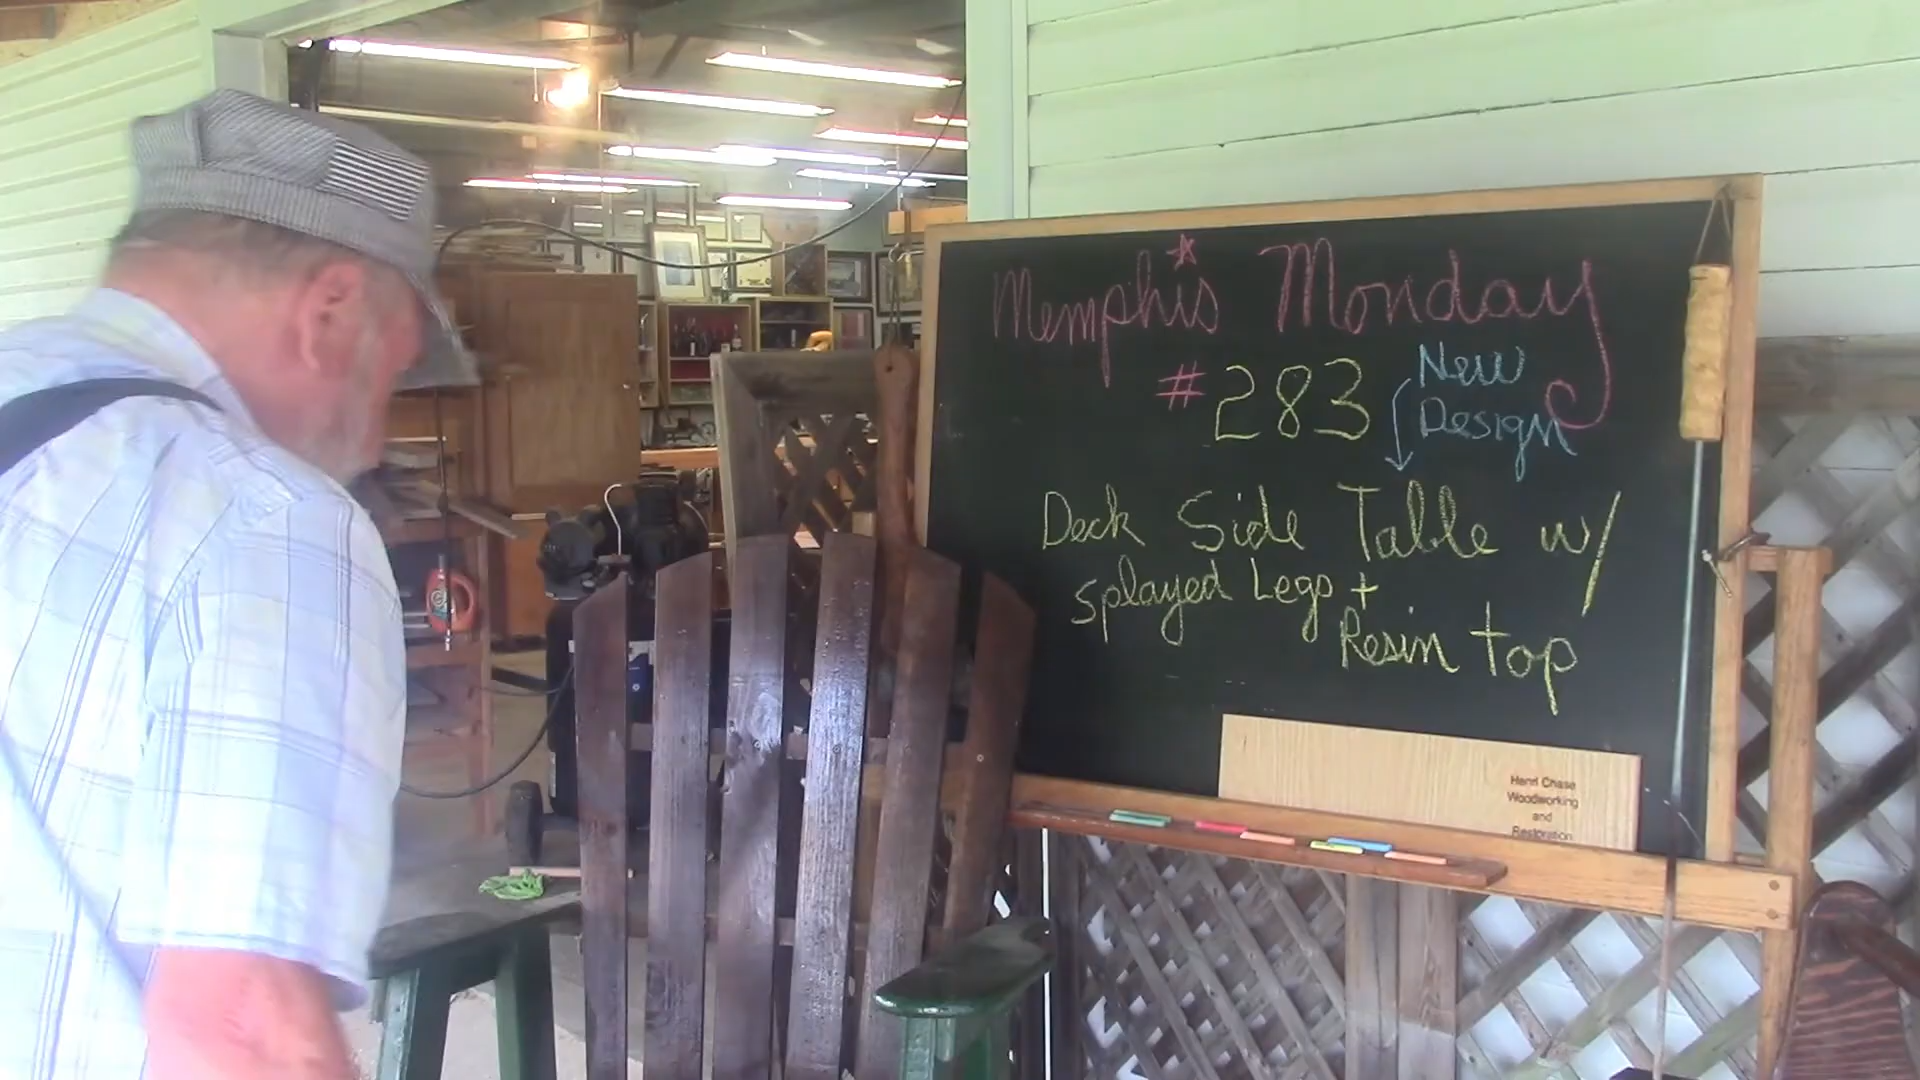 Memphis Monday
# 283
New
Design
Deck Side Table w/
splayed Legs +
Resin top
Henri Chase
Woodworking
and
Restoration